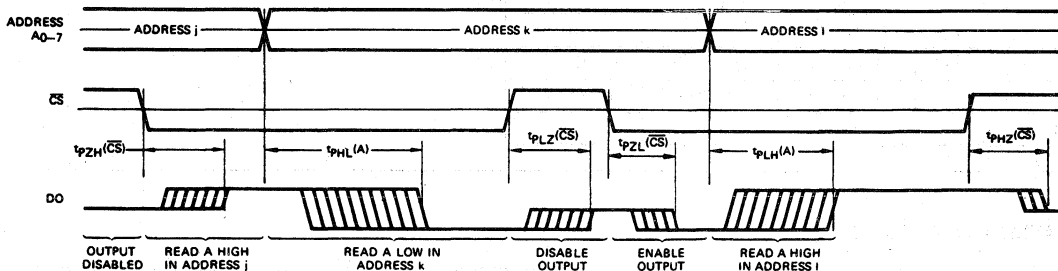 ADDRESS
A0–7
ADDRESS j
ADDRESS k
ADDRESS l
CS
tPZH(CS)
tPHL(A)
tPLZ(CS)
tPZL(CS)
tPLH(A)
tPHZ(CS)
DO
OUTPUT
DISABLED
READ A HIGH
IN ADDRESS j
READ A LOW IN
ADDRESS k
DISABLE
OUTPUT
ENABLE
OUTPUT
READ A HIGH
IN ADDRESS l